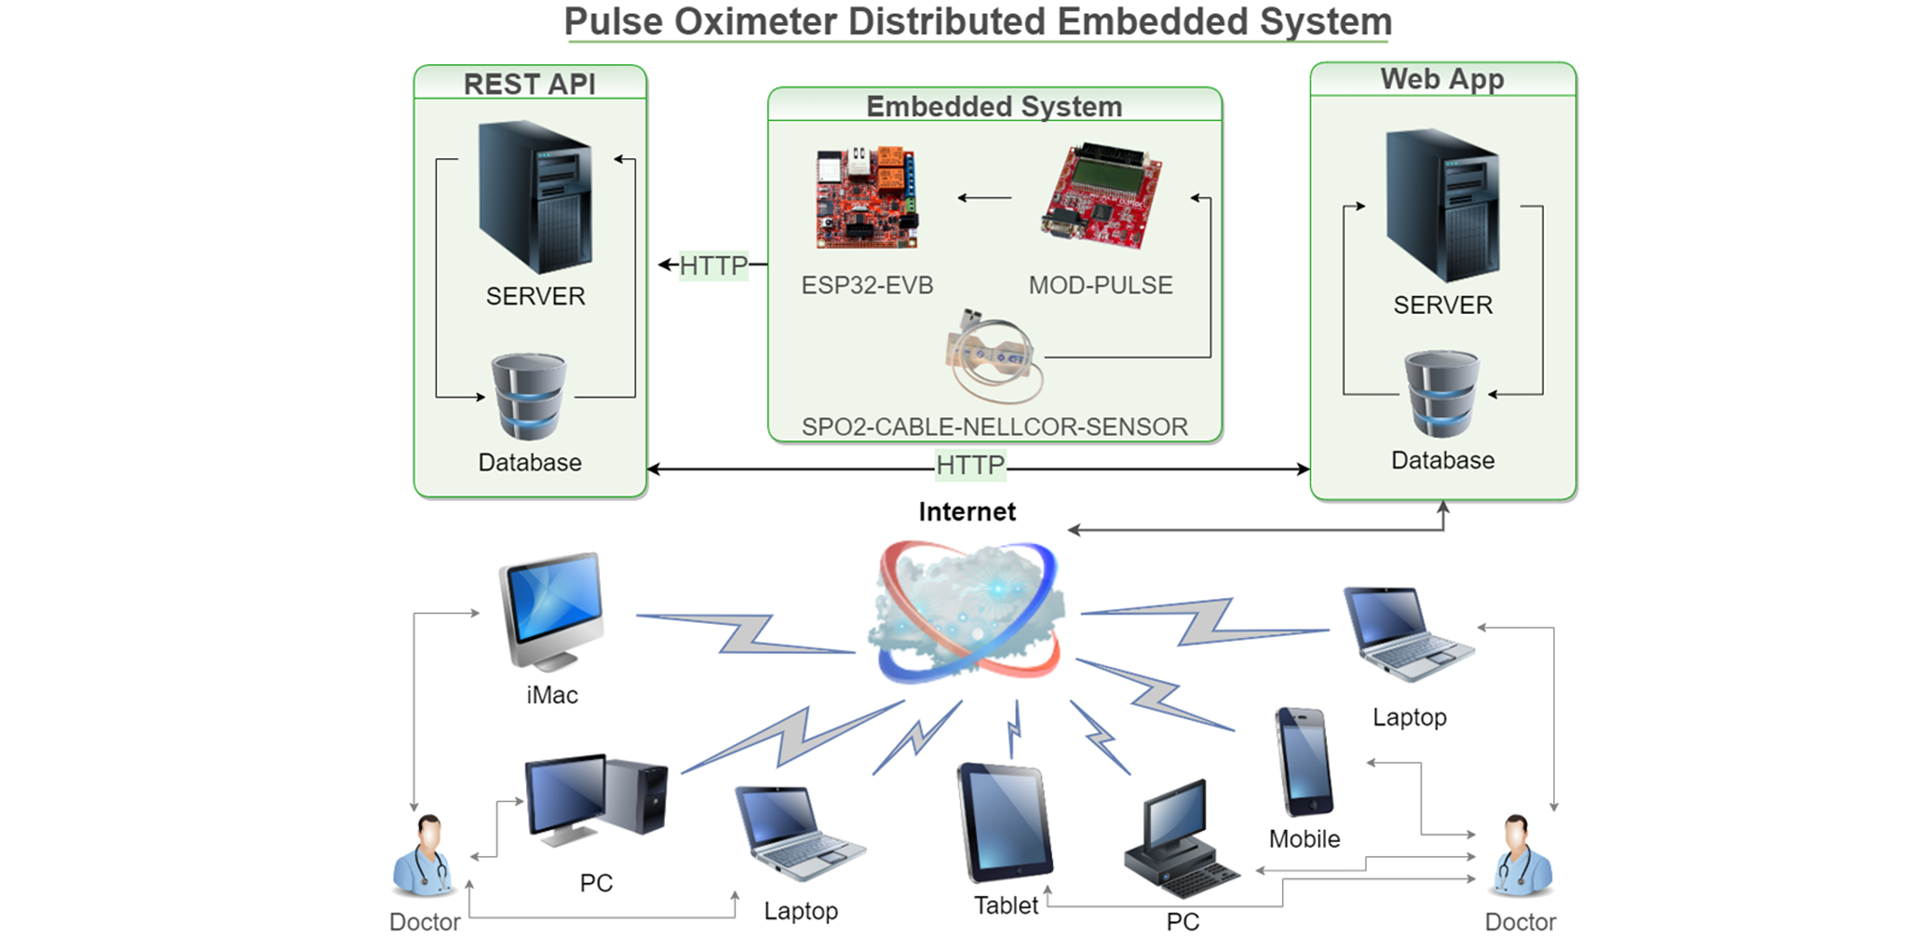 Pulse Oximeter Distributed Embedded System
REST API
SERVER
Database
HTTP
Embedded System
ESP32-EVB
MOD-PULSE
SPO2-CABLE-NELLCOR-SENSOR
HTTP
Web App
SERVER
Database
Internet
iMac
PC
Laptop
Tablet
PC
Mobile
Laptop
Doctor
Doctor